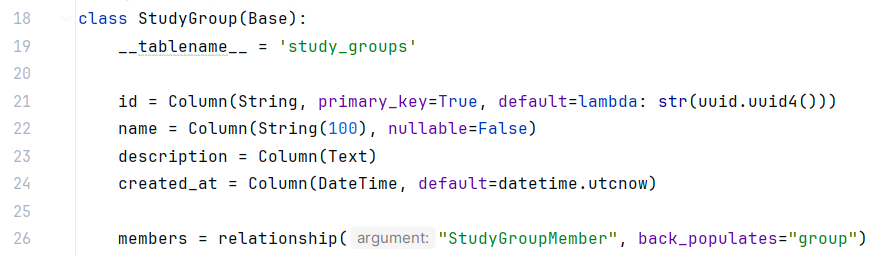 18 class StudyGroup(Base):
19 __tablename__ = 'study_groups'
20
21 id = Column(String, primary_key=True, default=lambda: str(uuid.uuid4()))
22 name = Column(String(100), nullable=False)
23 description = Column(Text)
24 created_at = Column(DateTime, default=datetime.utcnow)
25
26 members = relationship( argument: "StudyGroupMember", back_populates="group")